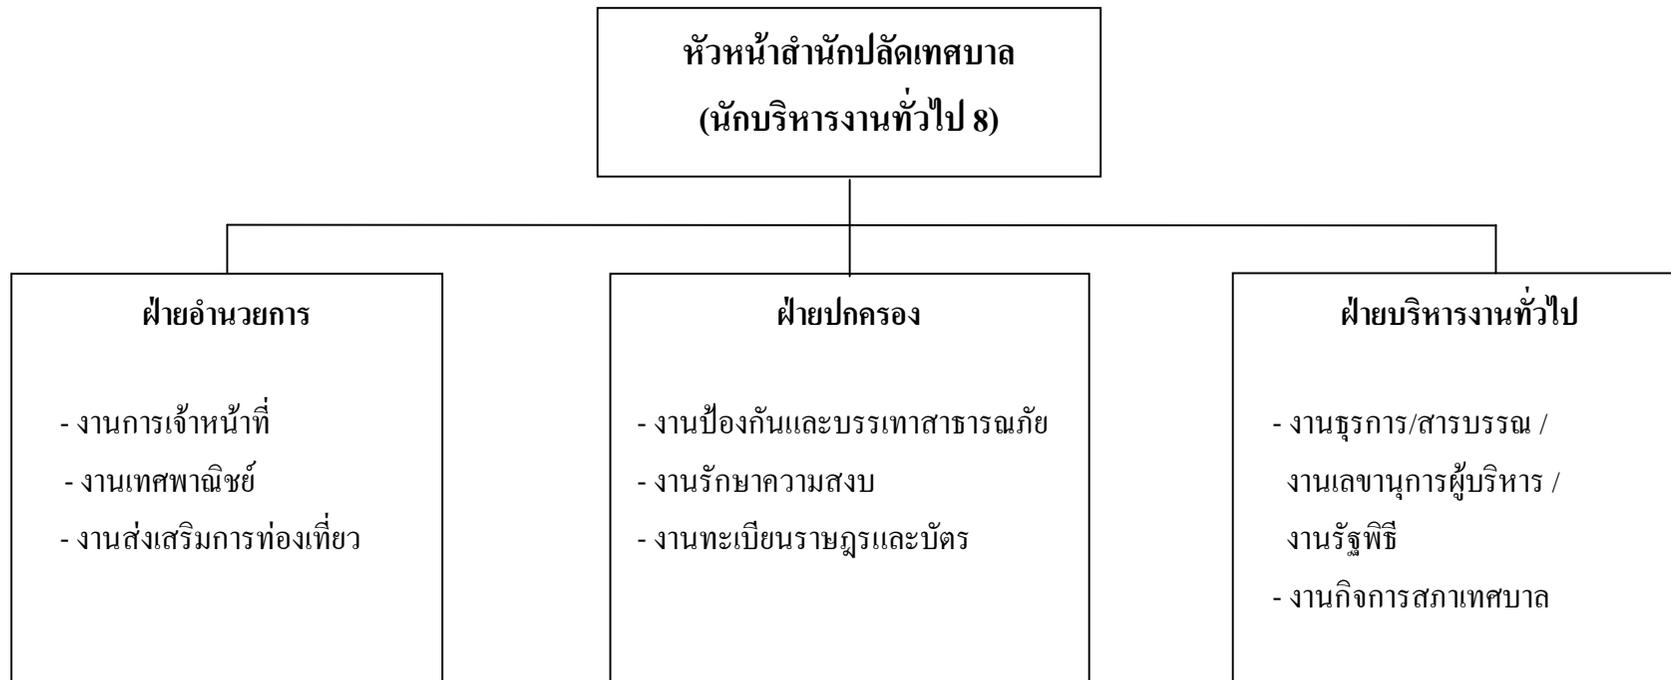 หัวหน้าสำนักปลัดเทศบาล
(นักบริหารงานทั่วไป 8)
ฝ่ายอำนวยการ
- งานการเจ้าหน้าที่
- งานเทศพาณิชย์
- งานส่งเสริมการท่องเที่ยว
ฝ่ายปกครอง
- งานป้องกันและบรรเทาสาธารณภัย
- งานรักษาความสงบ
- งานทะเบียนราษฎรและบัตร
ฝ่ายบริหารงานทั่วไป
- งานธุรการ/สารบรรณ /
งานเลขานุการผู้บริหาร /
งานรัฐพิธี
- งานกิจการสภาเทศบาล